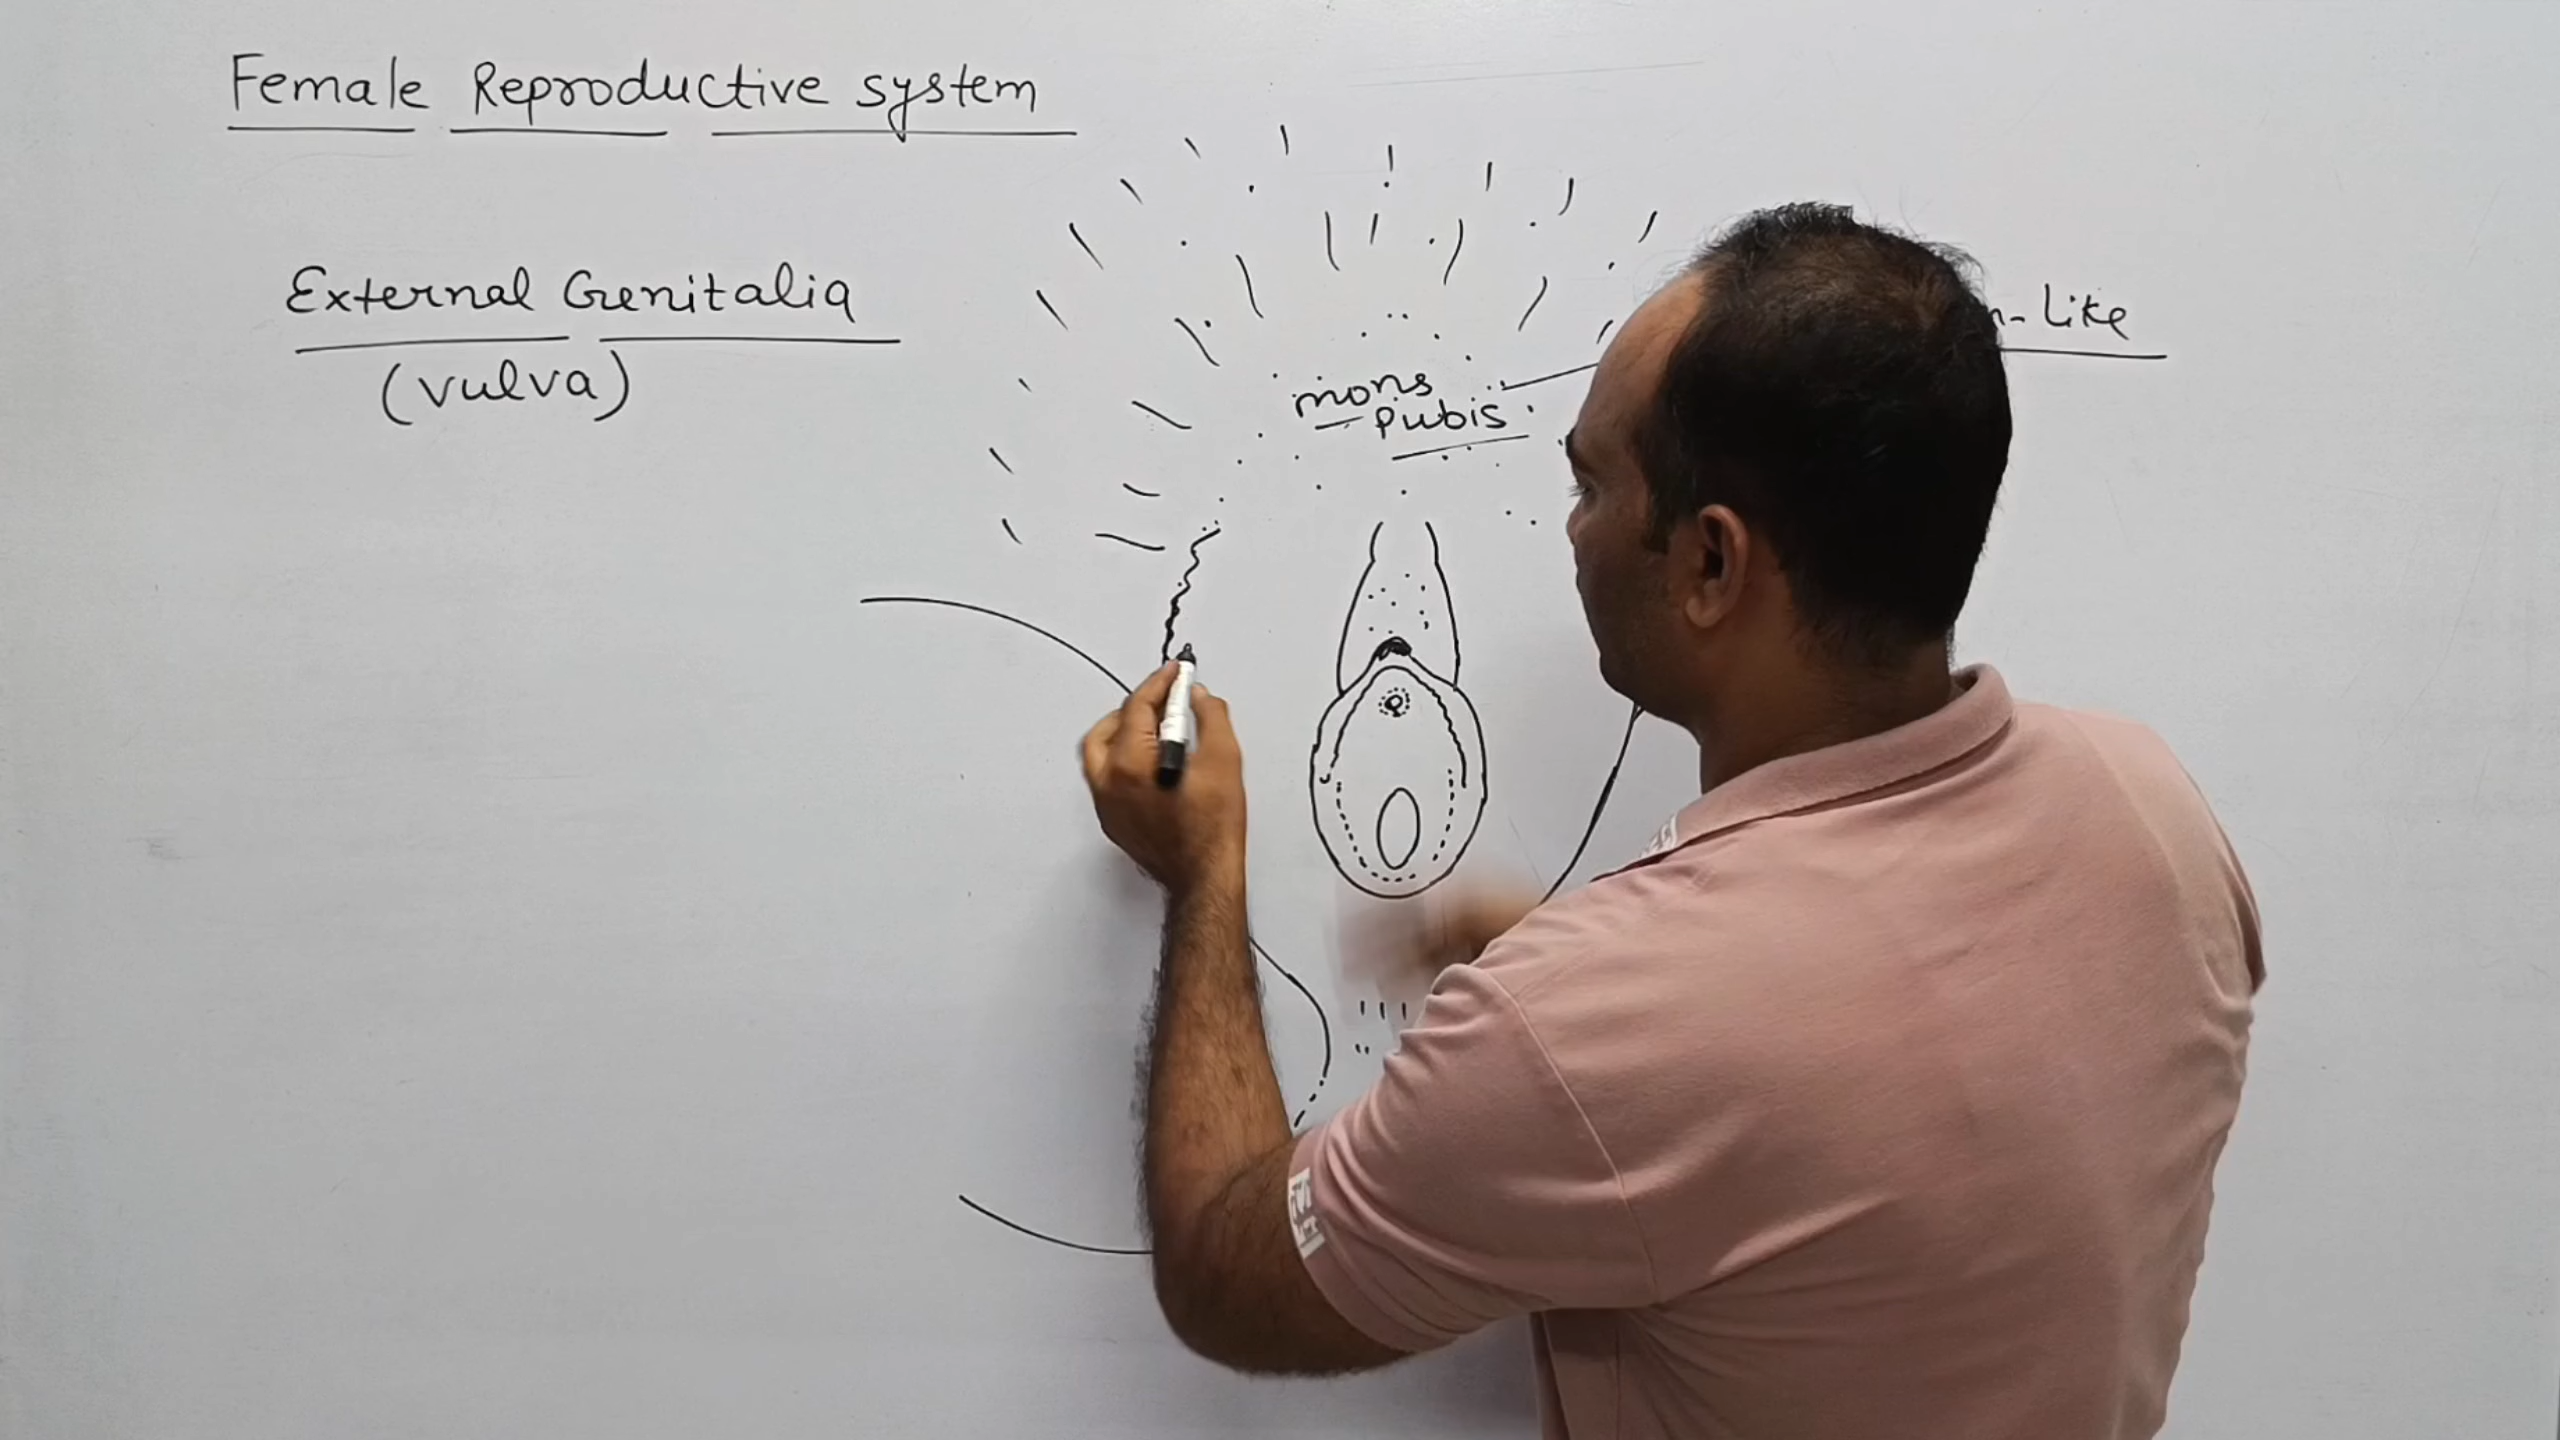 Female Reproductive system
External Genitalia
(vulva)
mons
pubis
Like